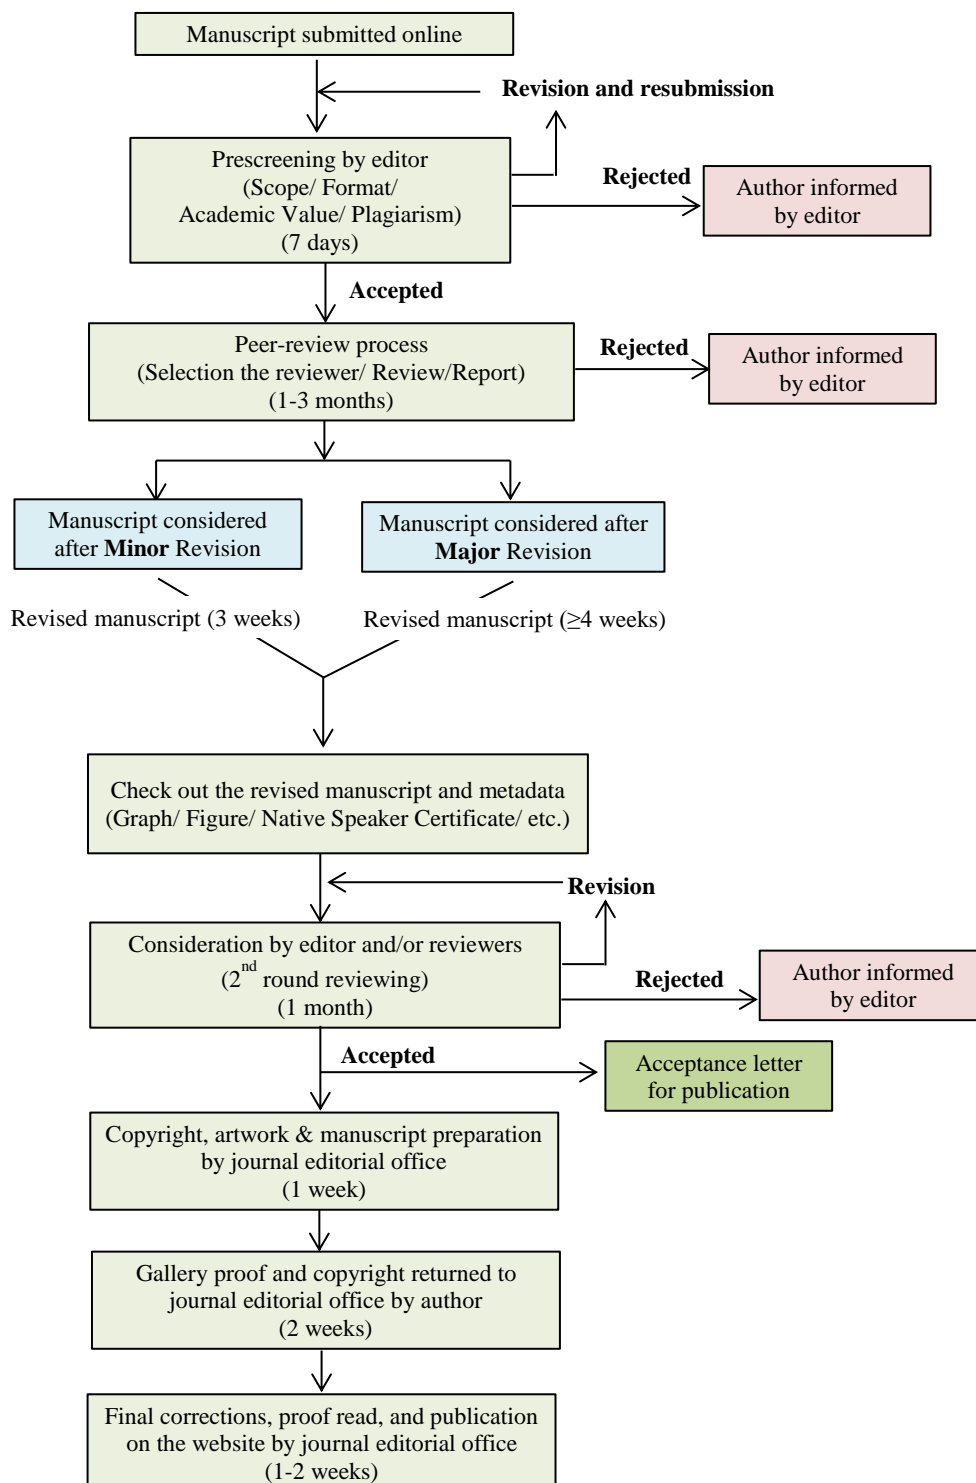 Manuscript submitted online
Revision and resubmission
Prescreening by editor
(Scope/ Format/
Academic Value/ Plagiarism)
(7 days)
Rejected
Author informed
by editor
Accepted
Peer-review process
(Selection the reviewer/ Review/Report)
(1-3 months)
Rejected
Author informed
by editor
Manuscript considered
after Minor Revision
Manuscript considered after
Major Revision
Revised manuscript (3 weeks)
Revised manuscript (≥4 weeks)
Check out the revised manuscript and metadata
(Graph/ Figure/ Native Speaker Certificate/ etc.)
Revision
Consideration by editor and/or reviewers
(2nd round reviewing)
(1 month)
Rejected
Author informed
by editor
Accepted
Acceptance letter
for publication
Copyright, artwork & manuscript preparation
by journal editorial office
(1 week)
Gallery proof and copyright returned to
journal editorial office by author
(2 weeks)
Final corrections, proof read, and publication
on the website by journal editorial office
(1-2 weeks)